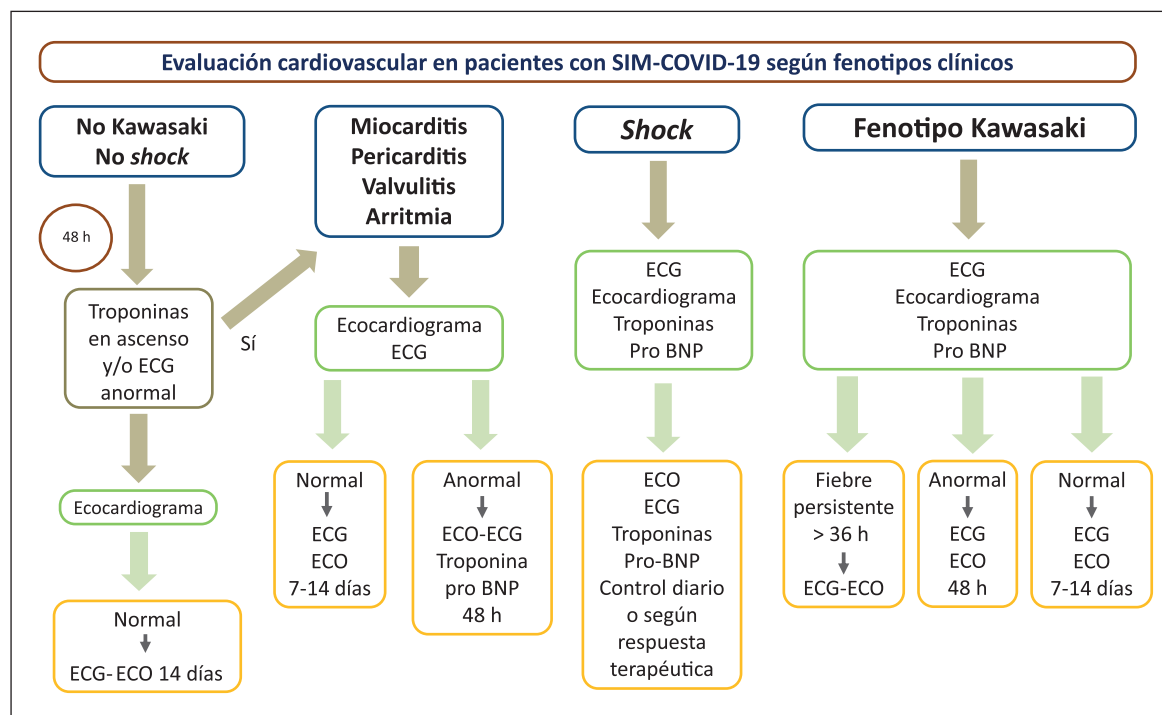 Evaluación cardiovascular en pacientes con SIM-COVID-19 según fenotipos clínicos
No Kawasaki
No shock
48 h
Troponinas
en ascenso
y/o ECG
anormal
Sí
Ecocardiograma
Normal
ECG- ECO 14 días
Miocarditis
Pericarditis
Valvulitis
Arritmia
Ecocardiograma
ECG
Normal
ECG
ECO
7-14 días
Anormal
ECO-ECG
Troponina
pro BNP
48 h
Shock
ECG
Ecocardiograma
Troponinas
Pro BNP
ECO
ECG
Troponinas
Pro-BNP
Control diario
o según
respuesta
terapéutica
Fenotipo Kawasaki
ECG
Ecocardiograma
Troponinas
Pro BNP
Fiebre
persistente
> 36 h
ECG-ECO
Anormal
ECG
ECO
48 h
Normal
ECG
ECO
7-14 días